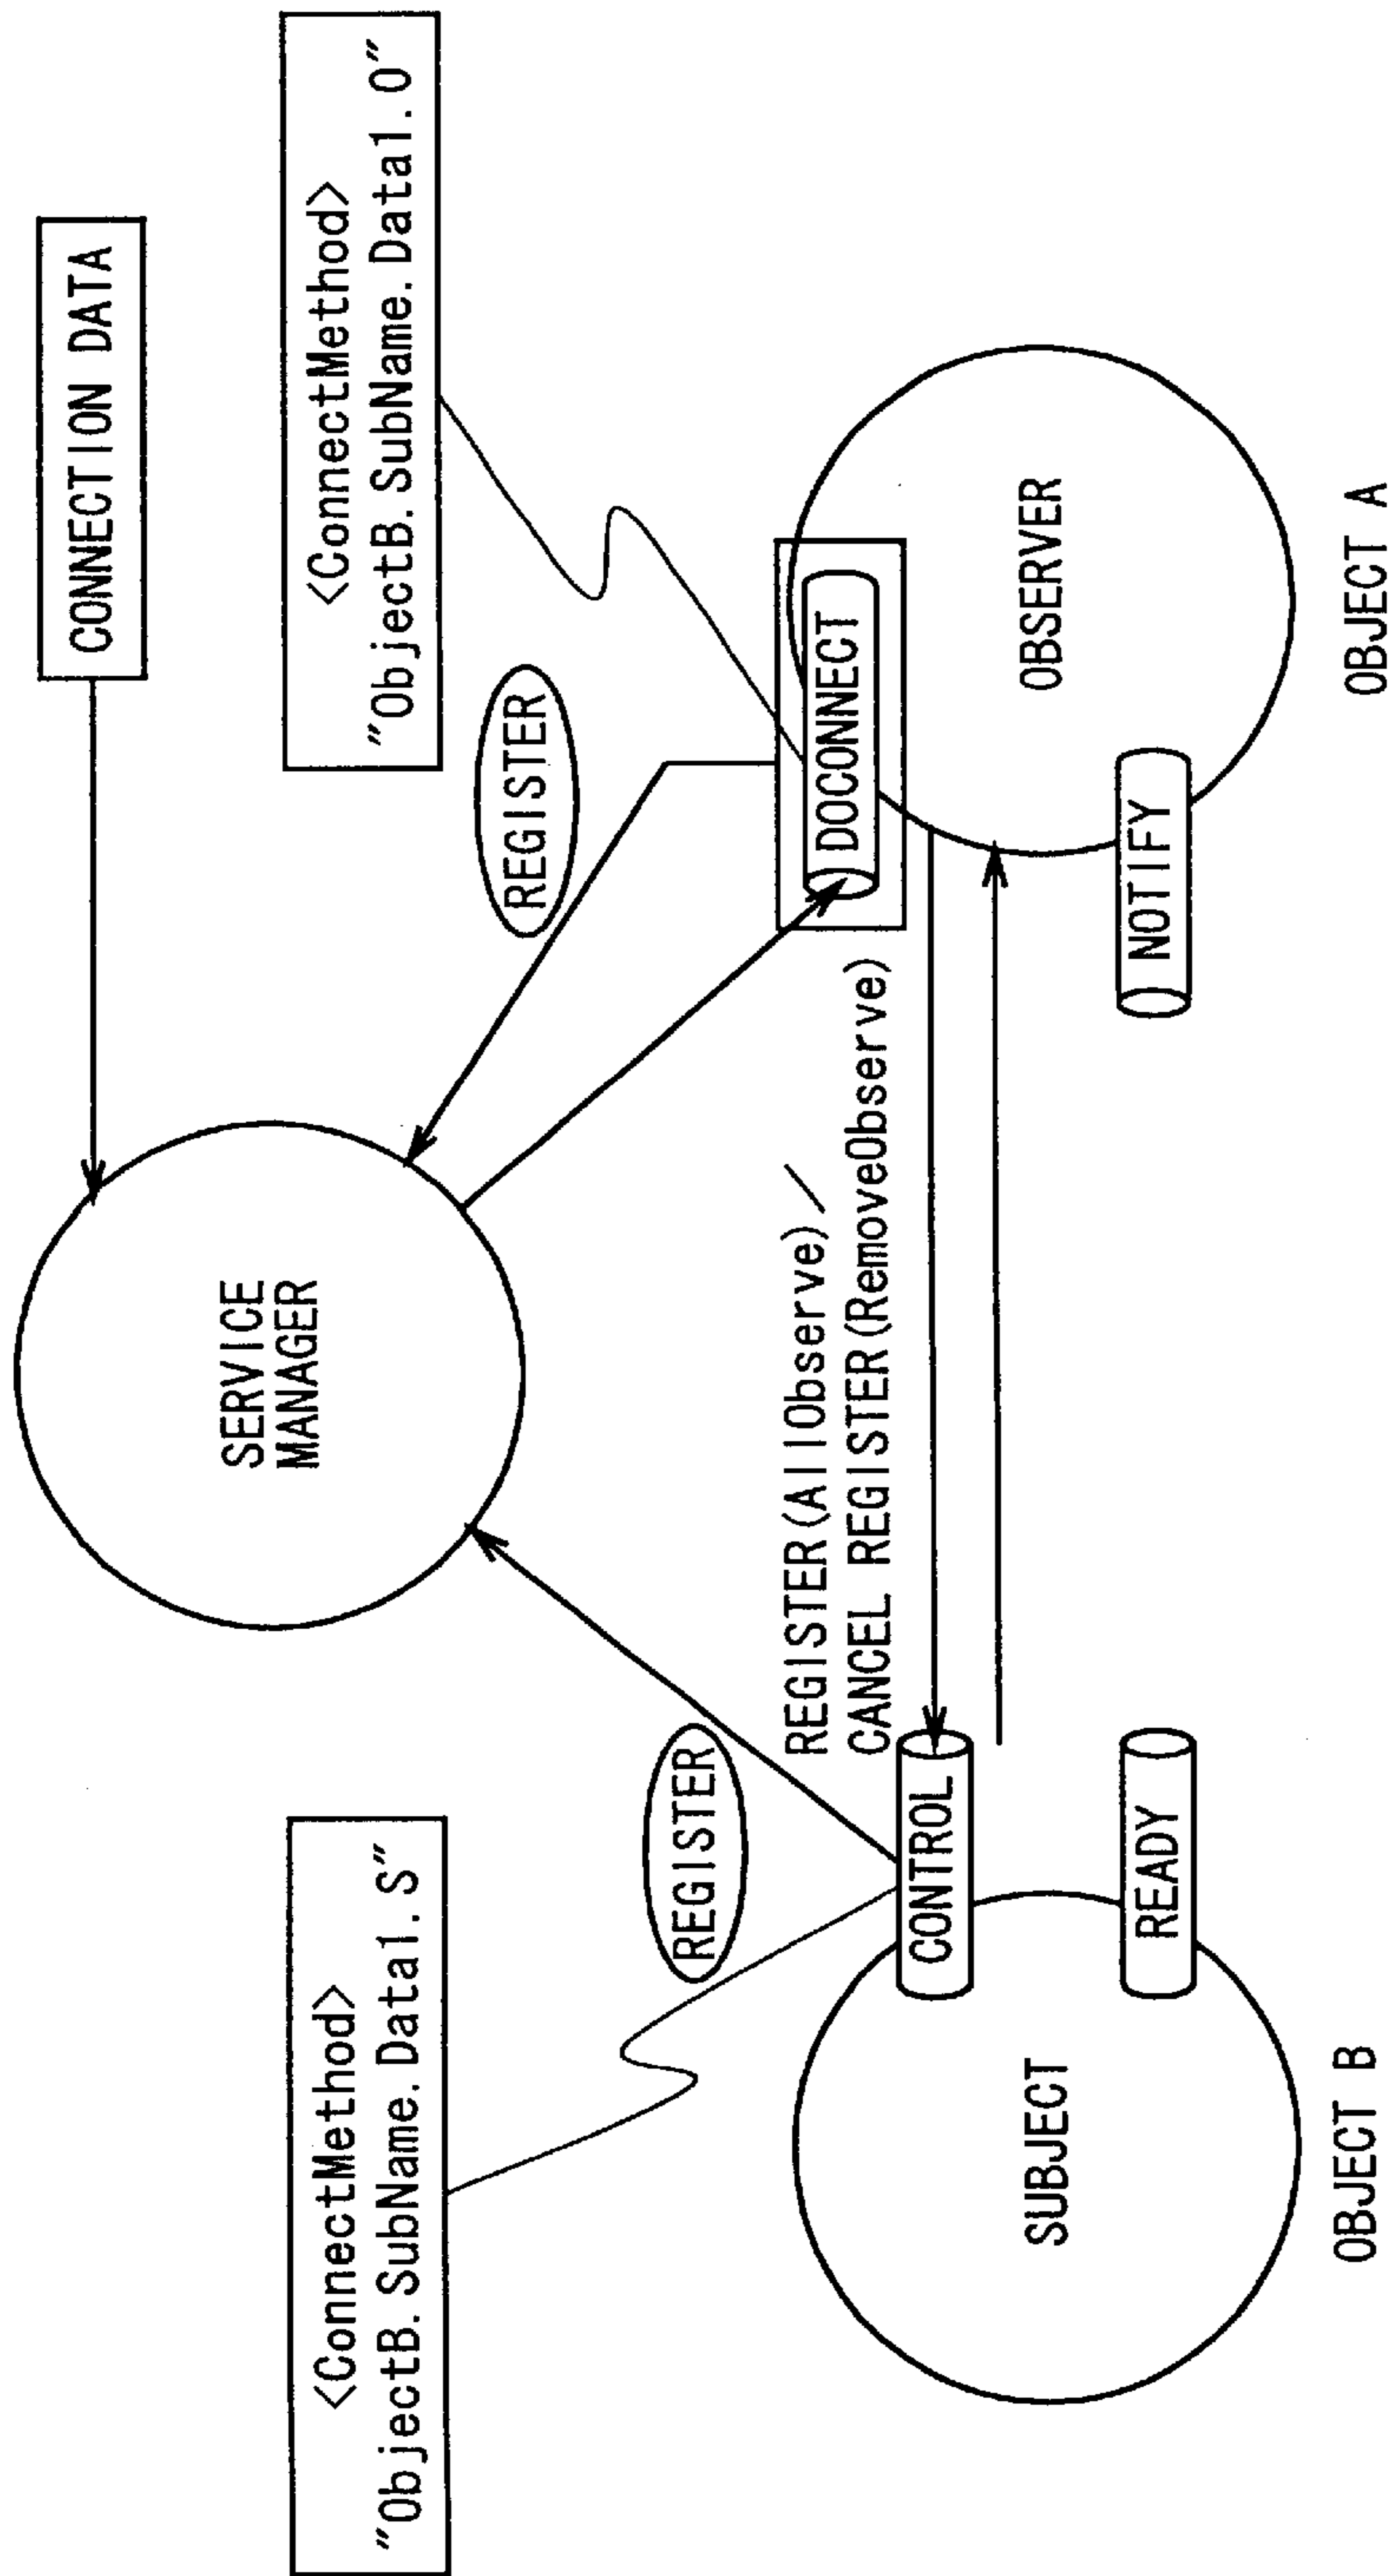 CONNECTION DATA
SERVICE
MANAGER
<ConnectMethod>
"ObjectB.SubName.Data1.S"
<ConnectMethod>
"ObjectB.SubName.Data1.O"
REGISTER
REGISTER
REGISTER(AllObserve)/
CANCEL REGISTER(RemoveObserve)
CONTROL
DOCONNECT
SUBJECT
OBSERVER
READY
NOTIFY
OBJECT B
OBJECT A